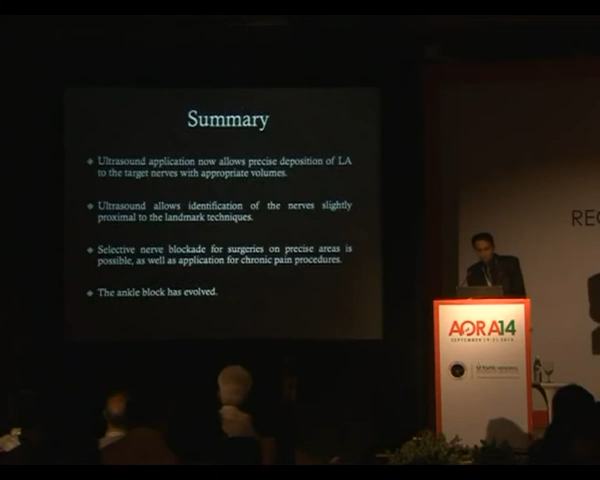 Summary
Ultrasound application now allows precise deposition of LA
to the target nerves with appropriate volumes.
Ultrasound allows identification of the nerves slightly
proximal to the landmark techniques.
Selective nerve blockade for surgeries on precise areas is
possible, as well as application for chronic pain procedures.
The ankle block has evolved.
AORA14